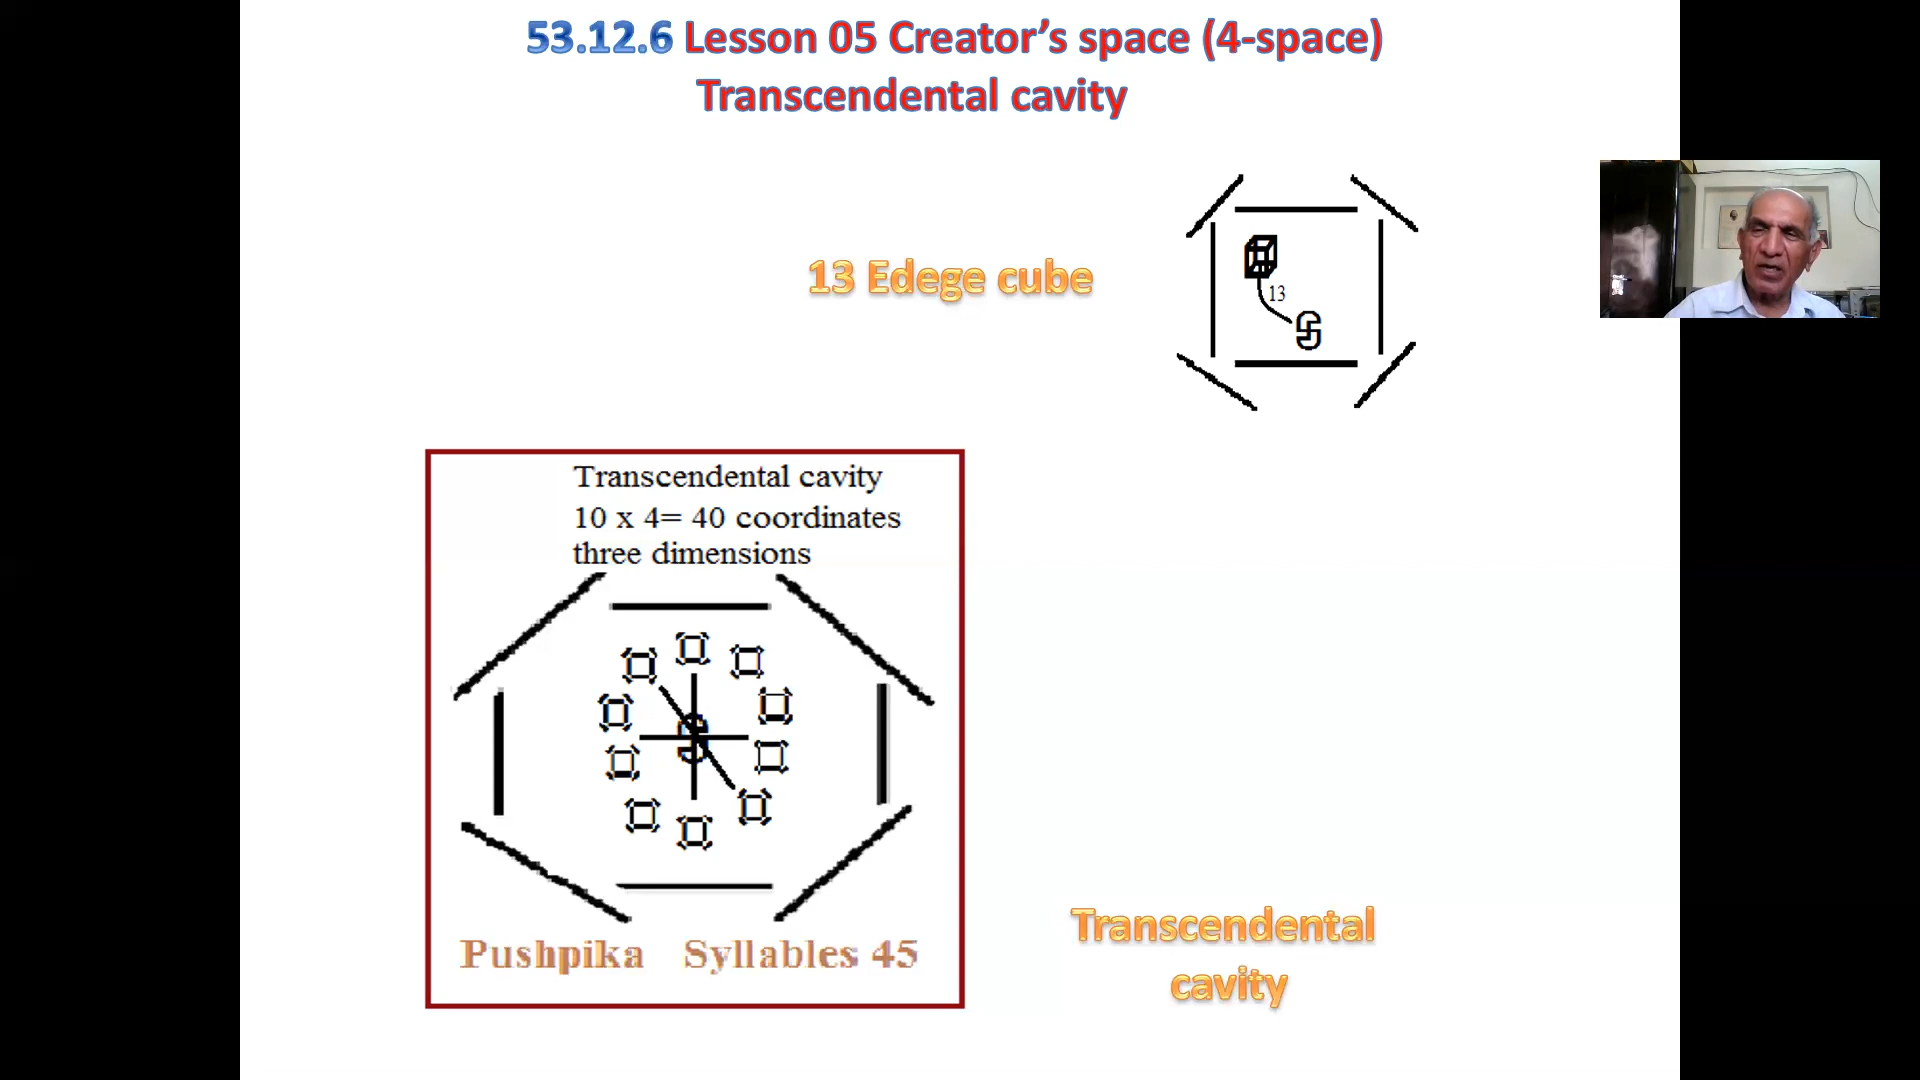 53.12.6 Lesson 05 Creator's space (4-space)
Transcendental cavity
13 Edege cube
13
Transcendental cavity
10 x 4= 40 coordinates
three dimensions
Pushpika Syllables 45
Transcendental
cavity